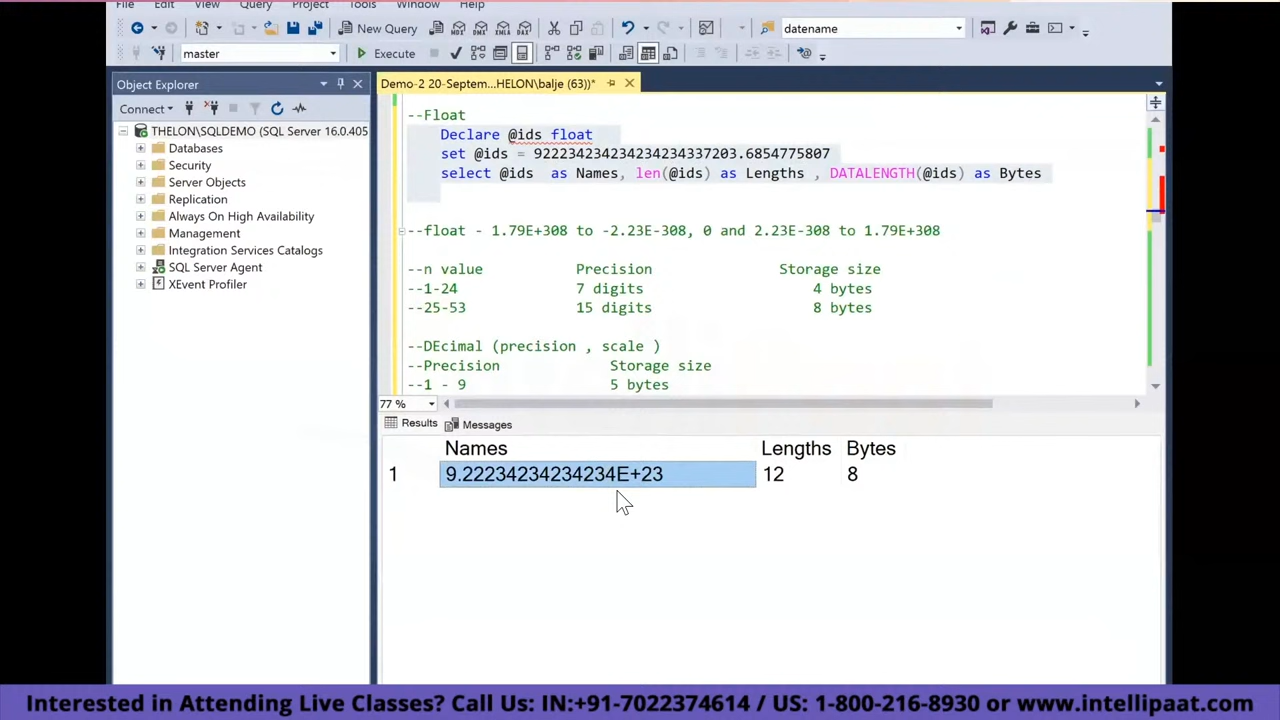 File Edit View Query Project Tools Window Help
New Query
MDX DMX XMLA DAX
datename
master
Execute
Object Explorer
Demo-2 20-Septem...HELON\balje (63))*
Connect
THELON\SQLDEMO (SQL Server 16.0.405
Databases
Security
Server Objects
Replication
Always On High Availability
Management
Integration Services Catalogs
SQL Server Agent
XEvent Profiler
--Float
Declare @ids float
set @ids = 922234234234234234337203.6854775807
select @ids as Names, len(@ids) as Lengths , DATALENGTH(@ids) as Bytes
--float - 1.79E+308 to -2.23E-308, 0 and 2.23E-308 to 1.79E+308
--n value Precision Storage size
--1-24 7 digits 4 bytes
--25-53 15 digits 8 bytes
--DEcimal (precision , scale )
--Precision Storage size
--1 - 9 5 bytes
77 %
Results Messages
Names Lengths Bytes
1 9.22234234234234E+23 12 8
Interested in Attending Live Classes? Call Us: IN:+91-7022374614 / US: 1-800-216-8930 or www.intellipaat.com